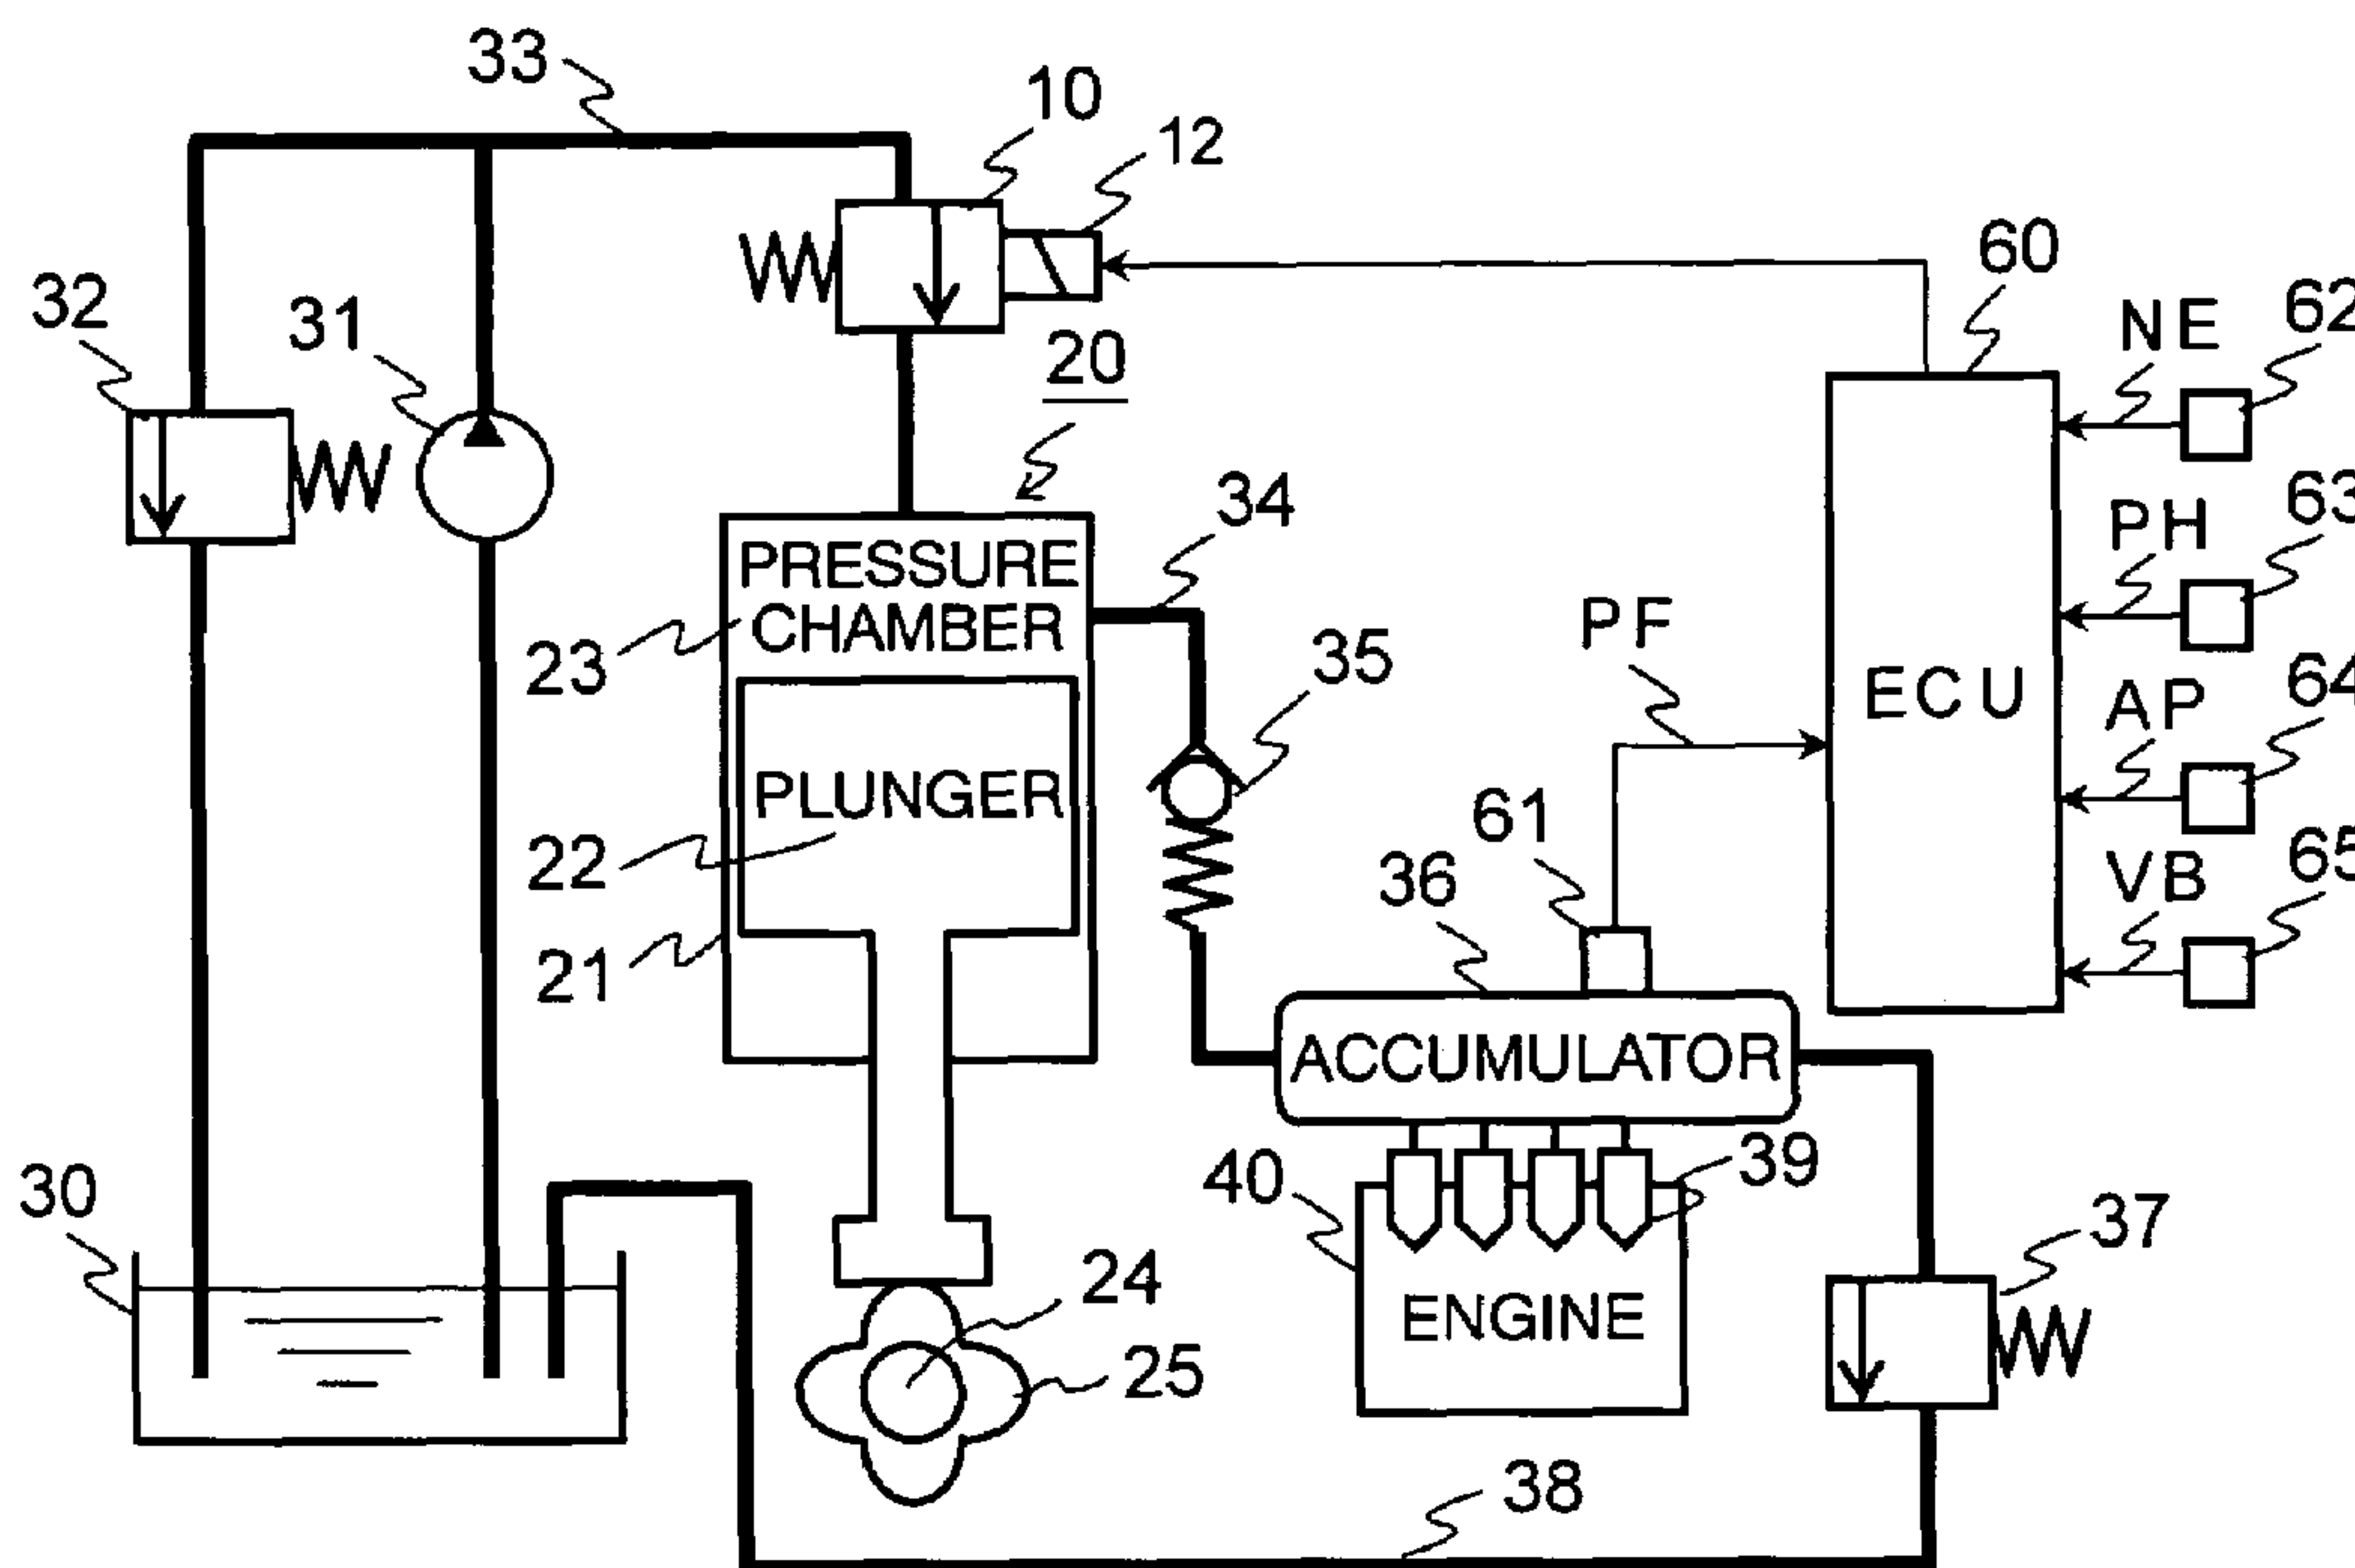 33
10
12
60
62
32
31
NE
20
63
34
PH
PRESSURE
CHAMBER
23
PF
35
ECU
64
AP
PLUNGER
61
22
36
VB
65
21
ACCUMULATOR
30
40
39
37
24
ENGINE
25
38